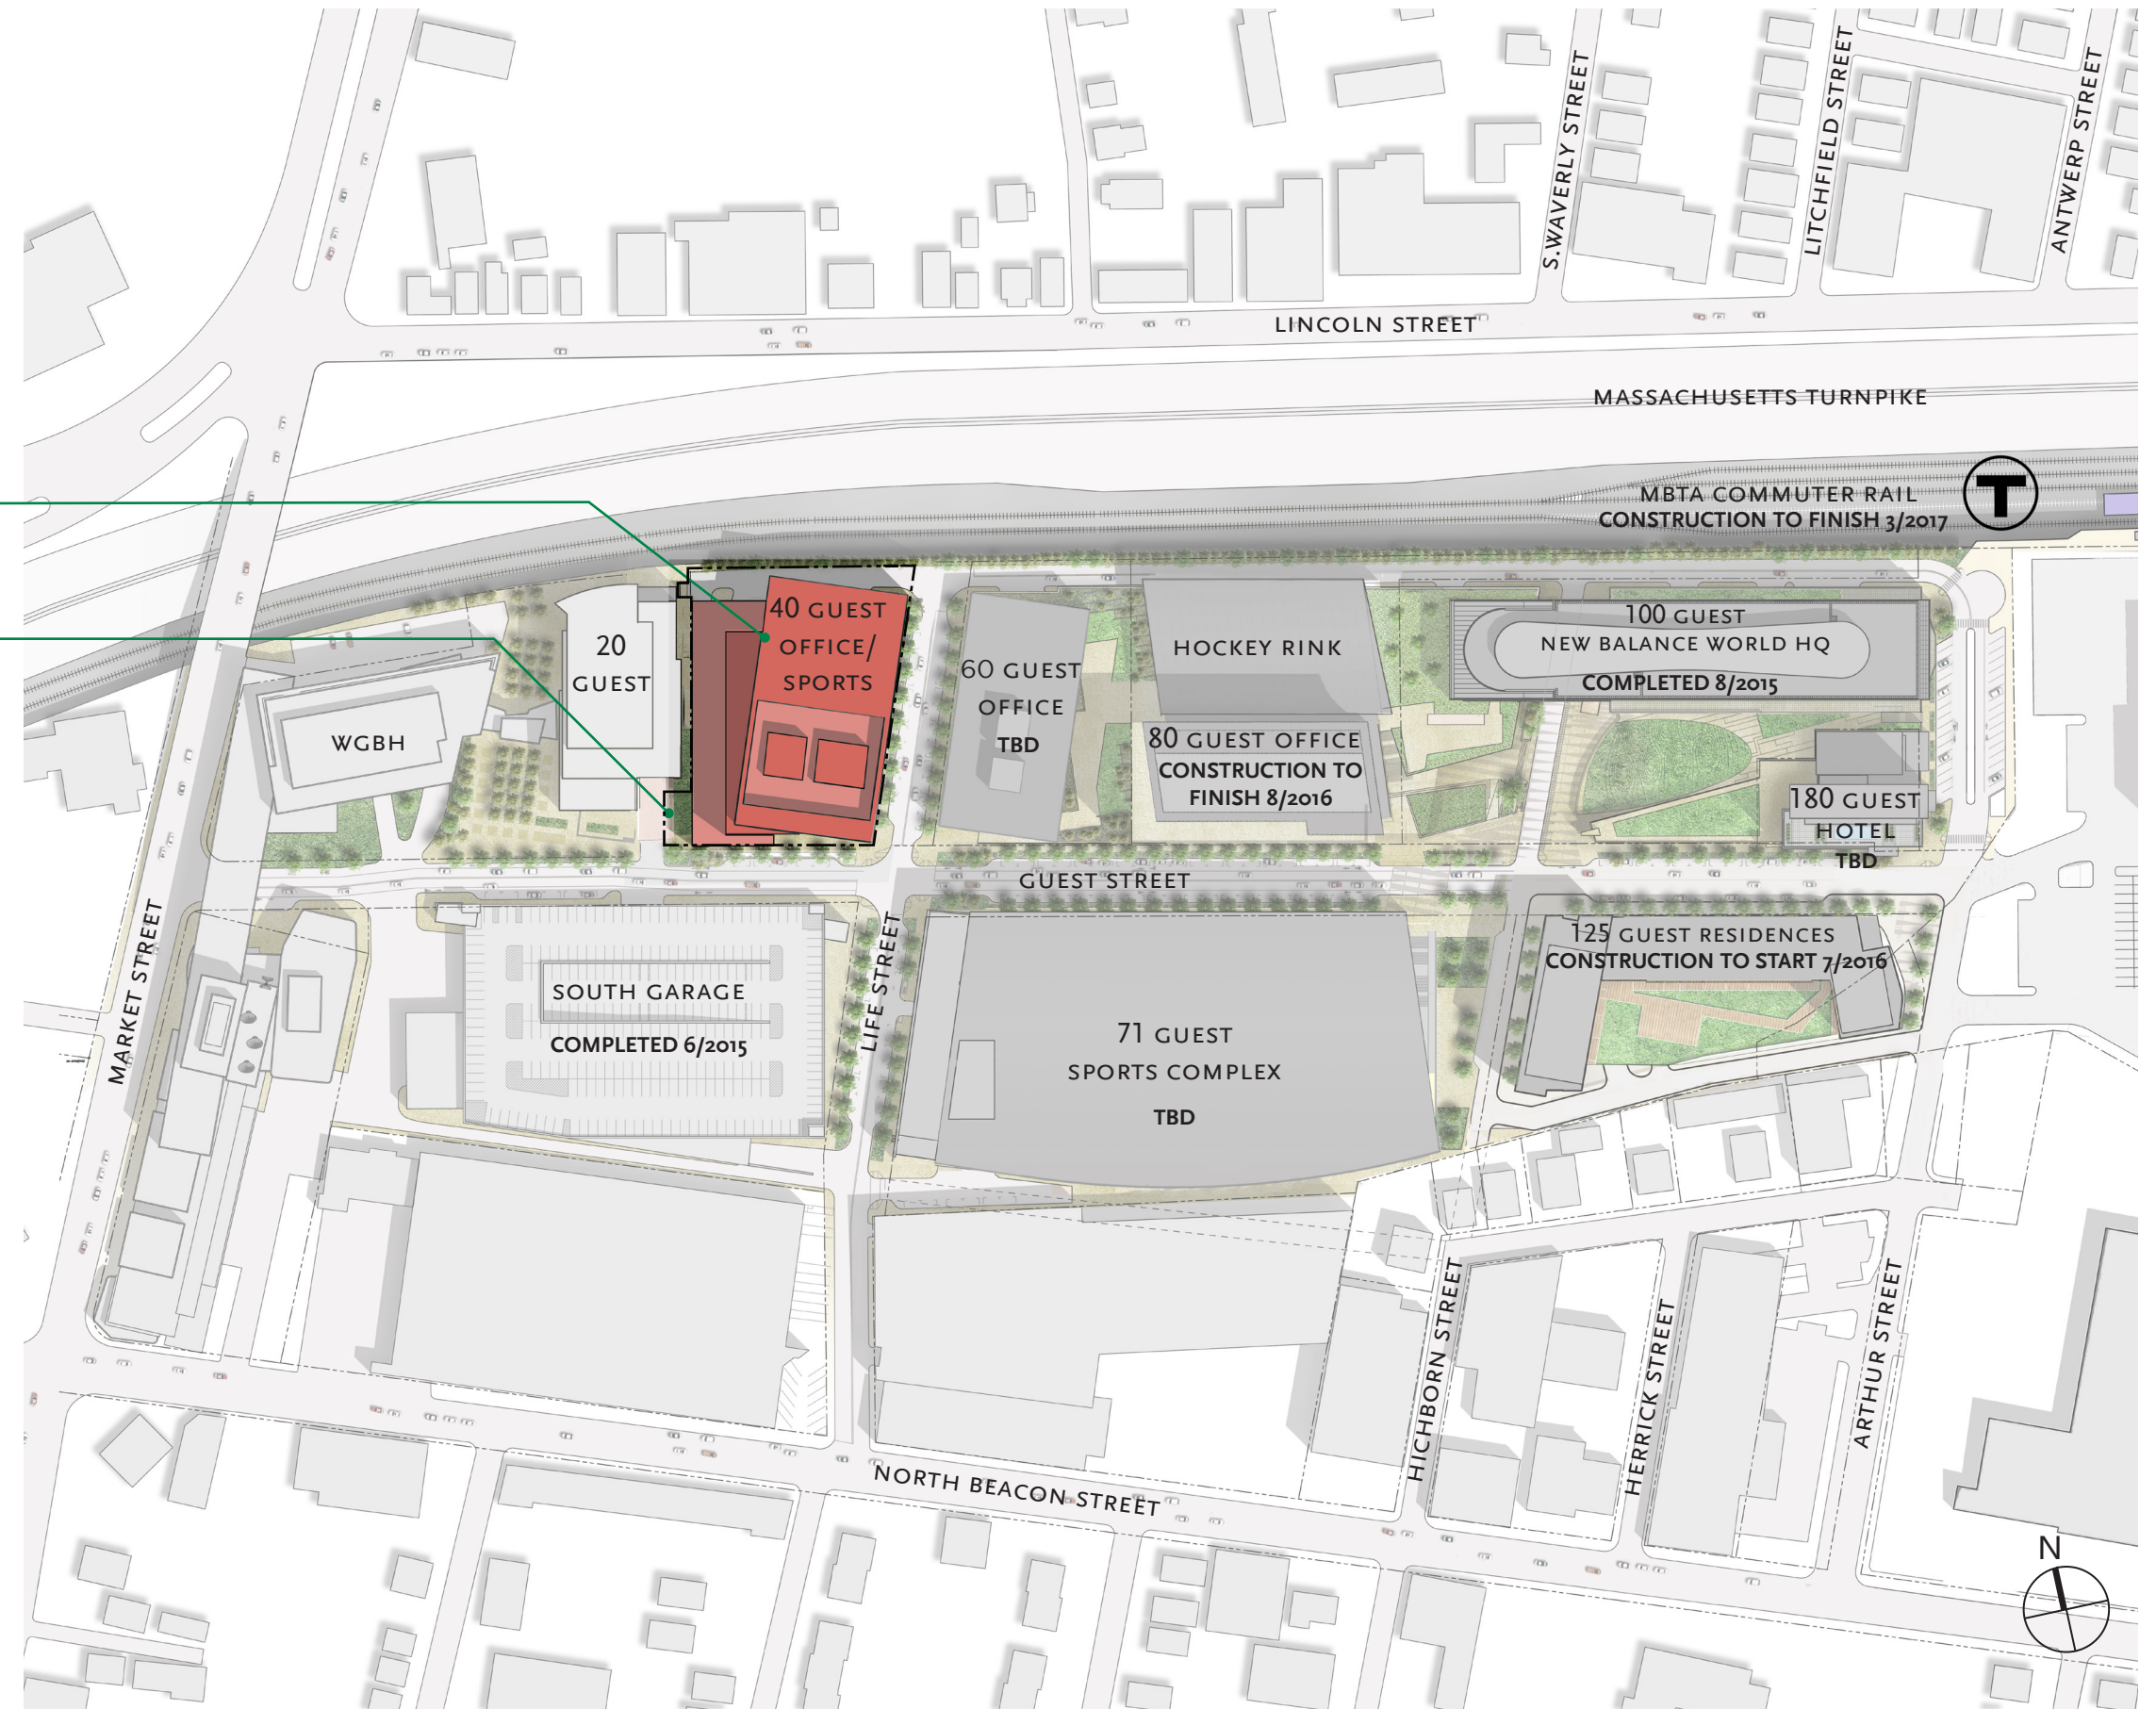 S.WAVERLY STREET
LITCHFIELD STREET
ANTWERP STREET
LINCOLN STREET
MASSACHUSETTS TURNPIKE
MBTA COMMUTER RAIL
CONSTRUCTION TO FINISH 3/2017
T
20
GUEST
40 GUEST
OFFICE/
SPORTS
60 GUEST
OFFICE
TBD
HOCKEY RINK
80 GUEST OFFICE
CONSTRUCTION TO
FINISH 8/2016
100 GUEST
NEW BALANCE WORLD HQ
COMPLETED 8/2015
WGBH
180 GUEST
HOTEL
TBD
GUEST STREET
MARKET STREET
LIFE STREET
SOUTH GARAGE
COMPLETED 6/2015
71 GUEST
SPORTS COMPLEX
TBD
125 GUEST RESIDENCES
CONSTRUCTION TO START 7/2016
HICHBORN STREET
HERRICK STREET
ARTHUR STREET
NORTH BEACON STREET
N